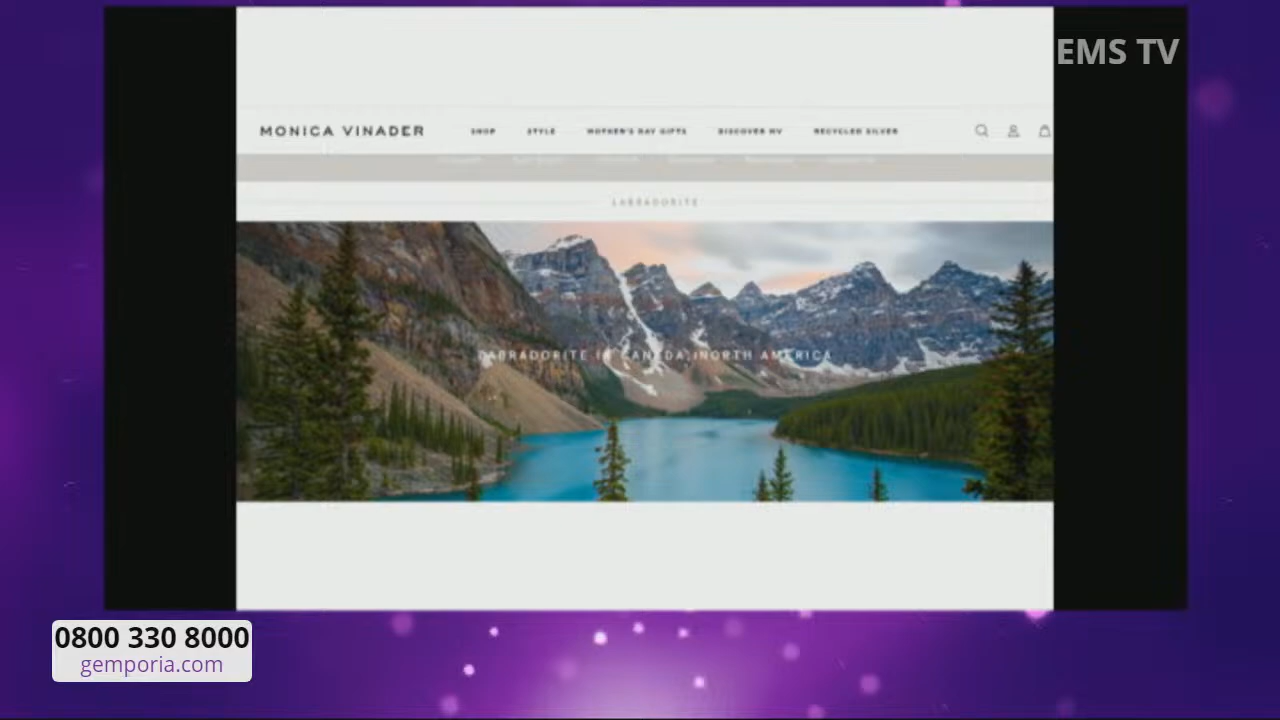 EMS TV
MONICA VINADER
SHOP STYLE MOTHER'S DAY GIFTS DISCOVER MV RECYCLED SILVER
LABRADORITE
LABRADORITE IN CANADA, NORTH AMERICA
0800 330 8000
gemporia.com